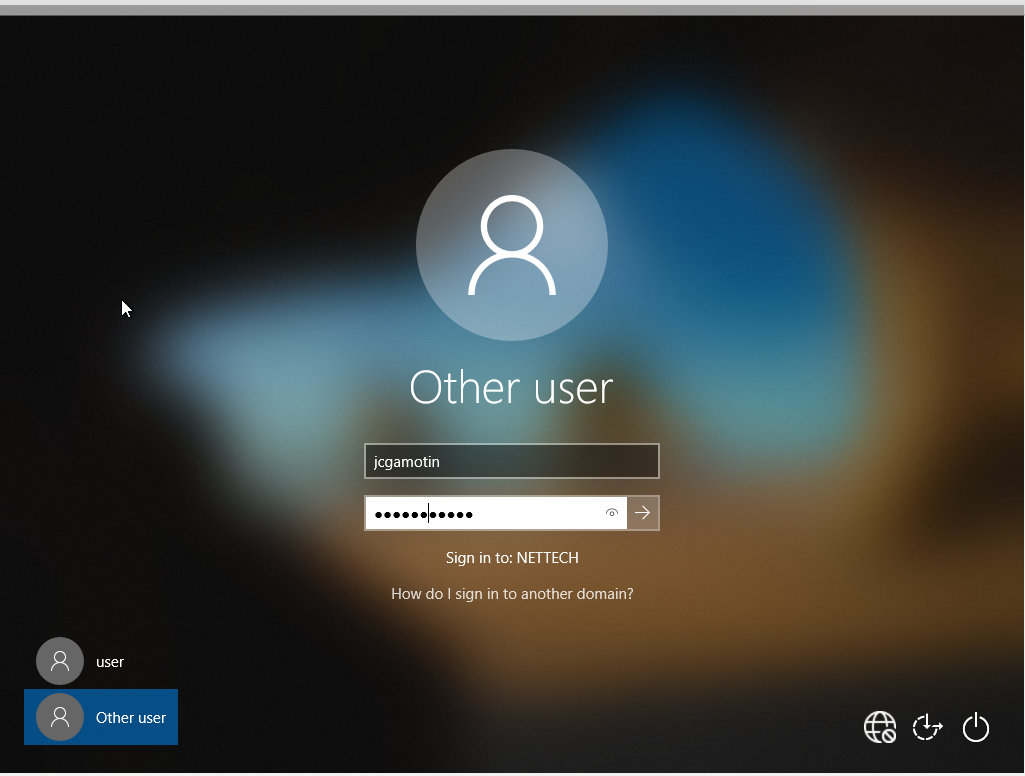 Other user
jcgamotin
●●●●●●●●●●●
Sign in to: NETTECH
How do I sign in to another domain?
user
Other user